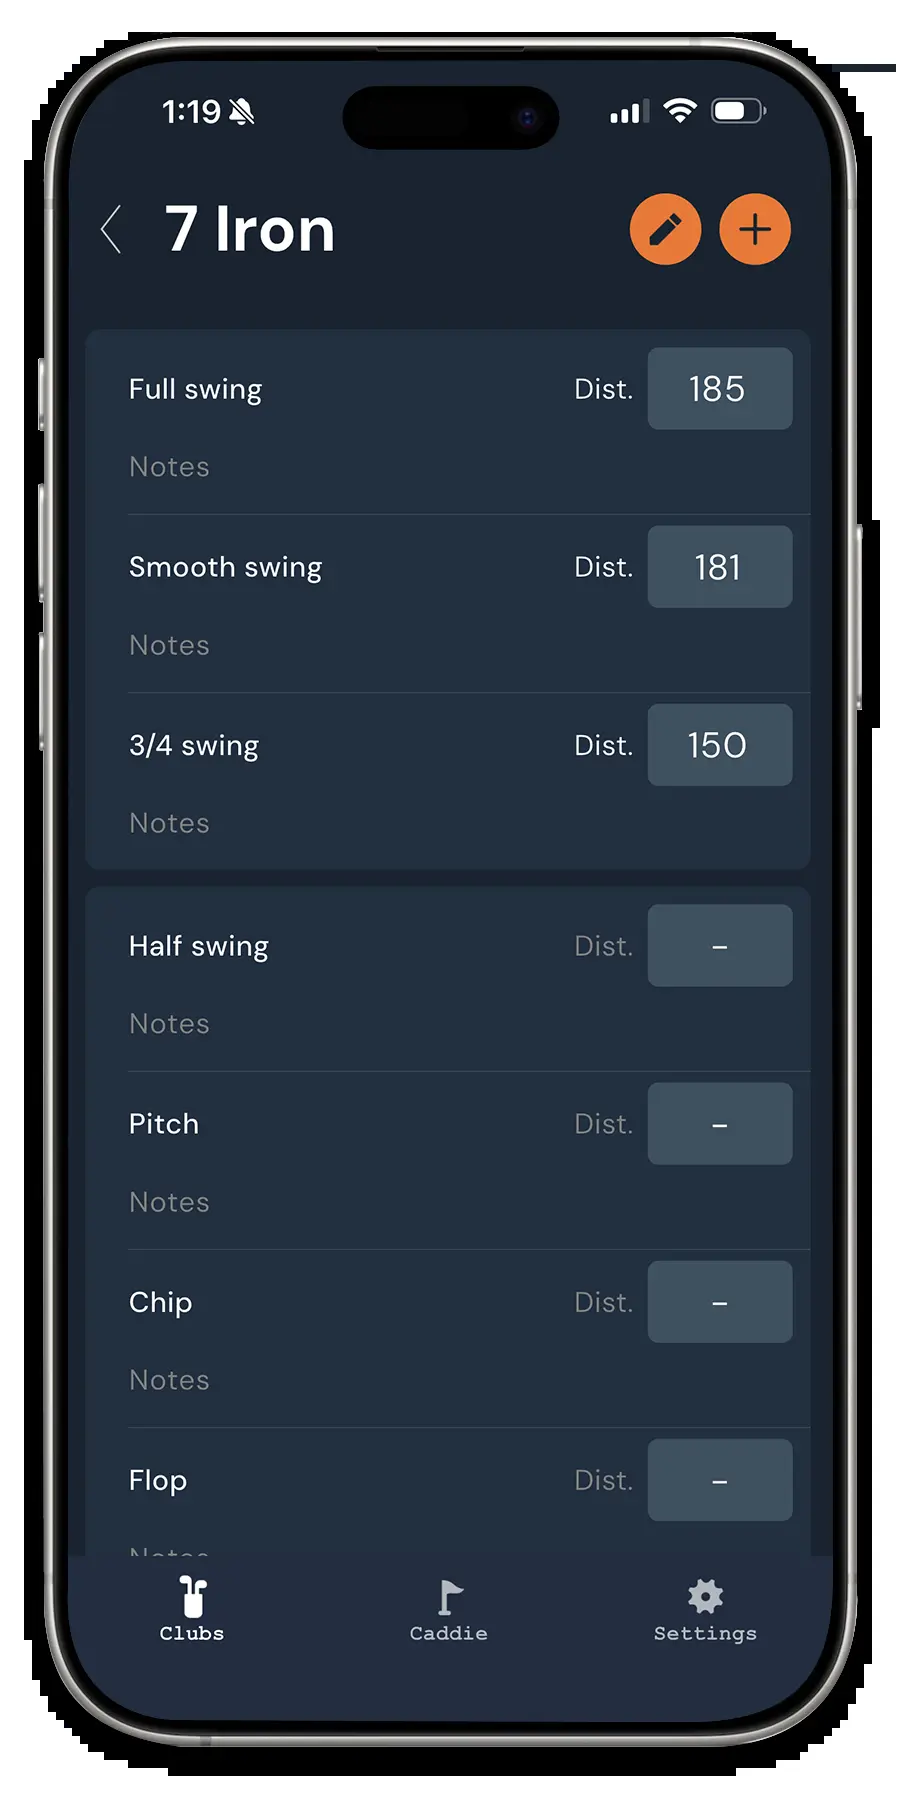 1:19
7 Iron
Full swing Dist. 185
Notes
Smooth swing Dist. 181
Notes
3/4 swing Dist. 150
Notes
Half swing Dist. –
Notes
Pitch Dist. –
Notes
Chip Dist. –
Notes
Flop Dist. –
Notes
Clubs Caddie Settings